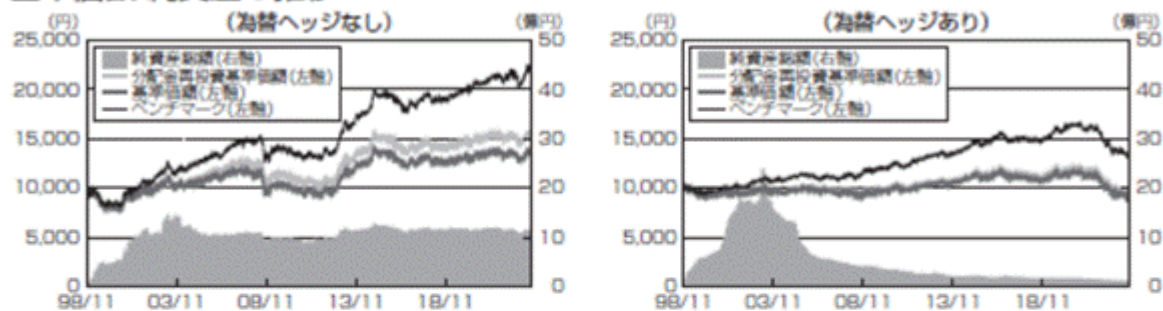 (円) (為替ヘッジなし) (億円)
25,000 50
純資産総額(右軸)
分配金再投資基準価額(左軸)
基準価額(左軸)
ベンチマーク(左軸)
20,000 40
15,000 30
10,000 20
5,000 10
0 0
98/11 03/11 08/11 13/11 18/11
(円) (為替ヘッジあり) (億円)
25,000 50
純資産総額(右軸)
分配金再投資基準価額(左軸)
基準価額(左軸)
ベンチマーク(左軸)
20,000 40
15,000 30
10,000 20
5,000 10
0 0
98/11 03/11 08/11 13/11 18/11